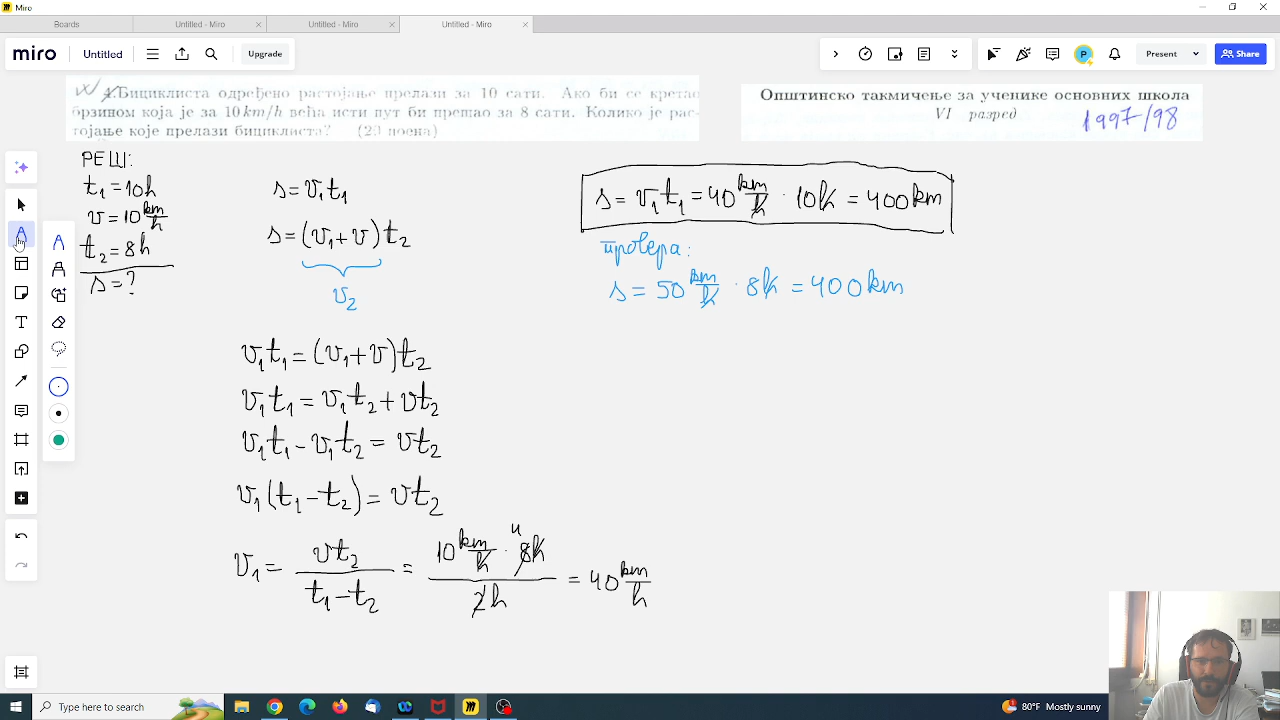 Miro
Boards
Untitled - Miro
Untitled - Miro
Untitled - Miro
miro
Untitled
Upgrade
P
Present
Share
4. Бициклиста одређено растојање прелази за 10 сати. Ако би се кретао
брзином која је за 10 km/h већа исти пут би прешао за 8 сати. Колико је рас-
тојање које прелази бициклиста? (20 поена)
Општинско такмичење за ученике основних школа
VI разред
1997/98
РЕШ:
t₁ = 10h
v = 10 km/h
t₂ = 8h
s = ?
s = v₁t₁
s = (v₁ + v)t₂
v₂
v₁t₁ = (v₁ + v)t₂
v₁t₁ = v₁t₂ + vt₂
v₁t₁ - v₁t₂ = vt₂
v₁(t₁ - t₂) = vt₂
v₁ = vt₂/(t₁ - t₂) = (10 km/h · 8h)/2h = 40 km/h
4
s = v₁t₁ = 40 km/h · 10h = 400 km
провера:
s = 50 km/h · 8h = 400 km
Type here to search
80°F Mostly sunny